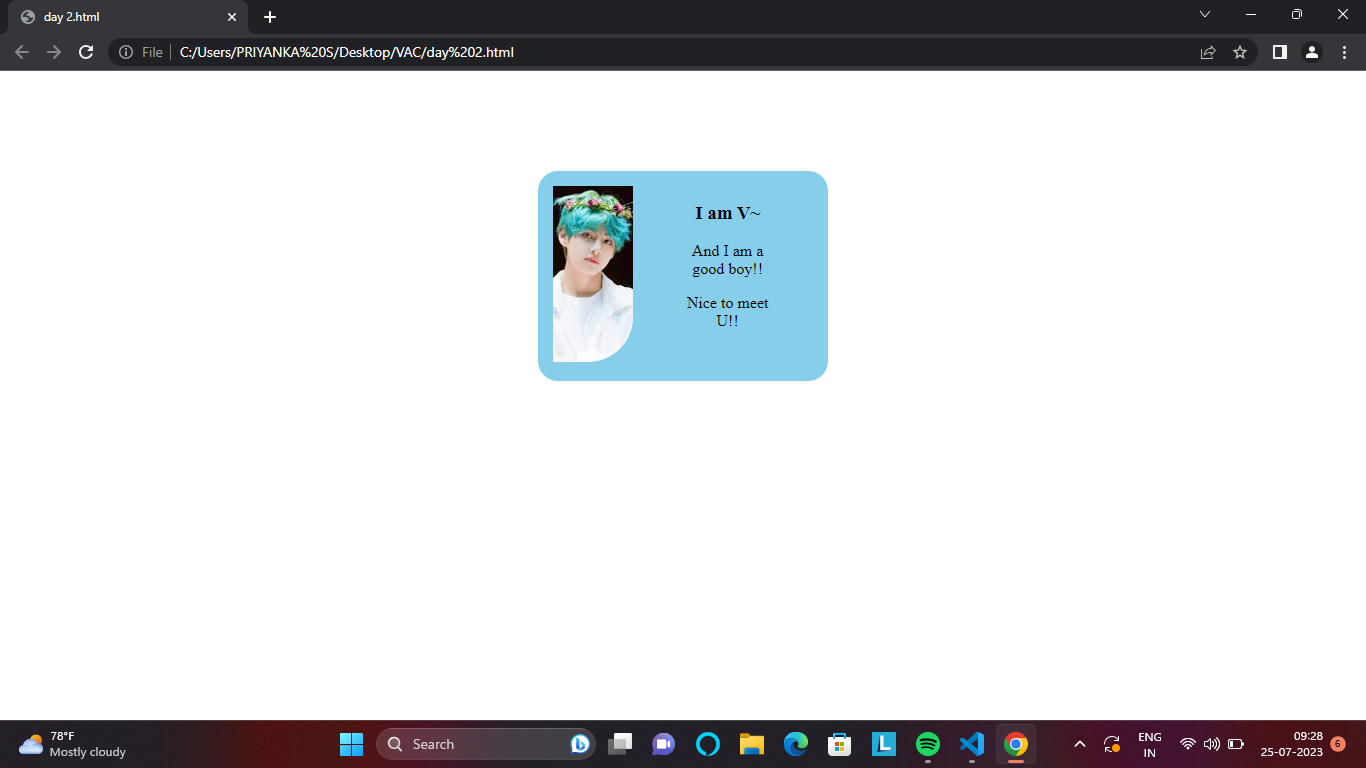 day 2.html
File
C:/Users/PRIYANKA%20S/Desktop/VAC/day%202.html
I am V~
And I am a
good boy!!
Nice to meet
U!!
78°F
Mostly cloudy
Search
L
ENG
IN
09:28
25-07-2023
6